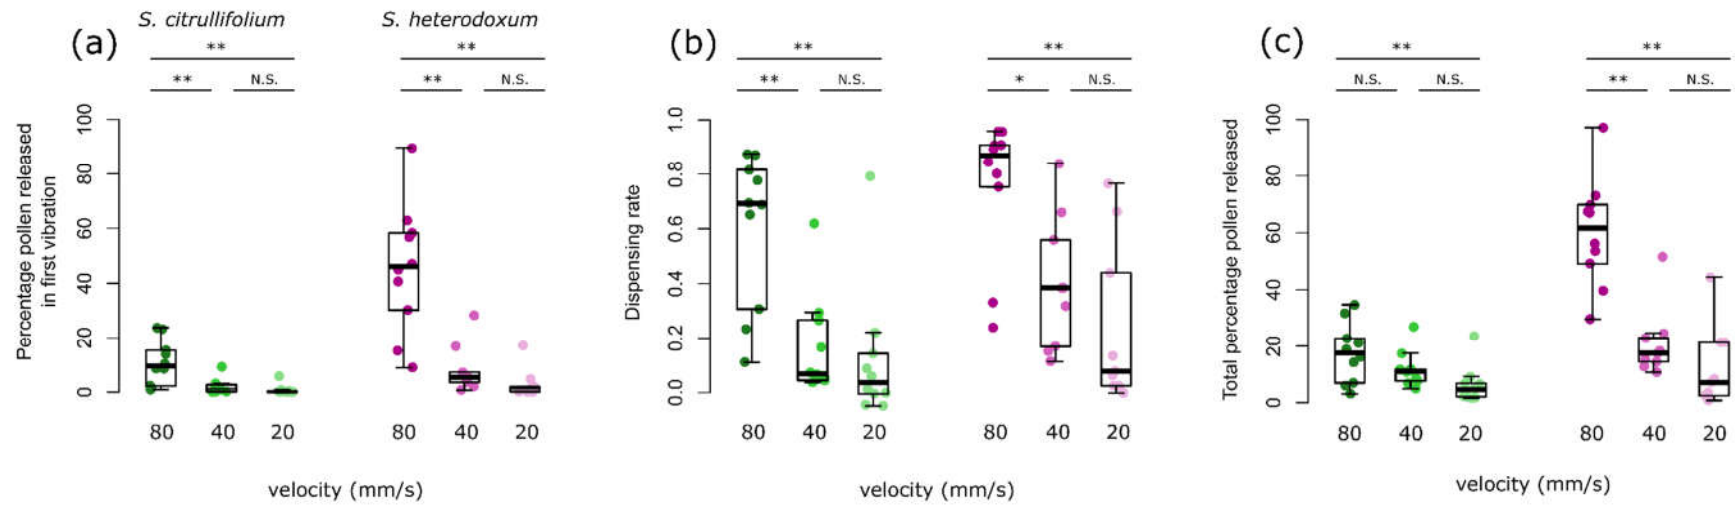 S. citrullifolium S. heterodoxum
(a)
**
**
** N.S.
** N.S.
Percentage pollen released
in first vibration
100
80
60
40
20
0
80 40 20 80 40 20
velocity (mm/s)
(b)
**
**
** N.S.
* N.S.
Dispensing rate
1.0
0.8
0.6
0.4
0.2
0.0
80 40 20 80 40 20
velocity (mm/s)
(c)
**
**
N.S. N.S.
** N.S.
Total percentage pollen released
100
80
60
40
20
0
80 40 20 80 40 20
velocity (mm/s)